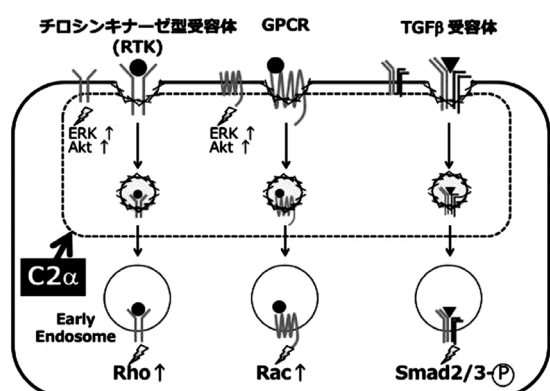 チロシンキナーゼ型受容体
(RTK)
GPCR
TGFβ 受容体
ERK ↑
Akt ↑
ERK ↑
Akt ↑
C2α
Early
Endosome
Rho↑
Rac↑
Smad2/3-P